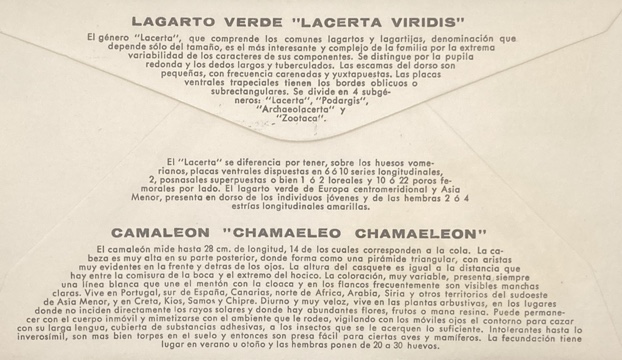 LAGARTO VERDE "LACERTA VIRIDIS"
El género "Lacerta", que comprende los comunes lagartos y lagartijas, denominación que
depende sólo del tamaño, es el más interesante y complejo de la familia por la extrema
variabilidad de los caracteres de sus componentes. Se distingue por la pupila
redonda y los dedos largos y tuberculados. Las escamas del dorso son
pequeñas, con frecuencia carenadas y yuxtapuestas. Las placas
ventrales trapeciales tienen los bordes oblicuos o
subrectangulares. Se divide en 4 subgé-
neros: "Lacerta", "Podargis",
"Archaeolacerta" y
"Zootaca".
El "Lacerta" se diferencia por tener, sobre los huesos vome-
rianos, placas ventrales dispuestas en 6 ó 10 series longitudinales,
2, posnasales superpuestas o bien 1 ó 2 loreales y 10 ó 22 poros fe-
morales por lado. El lagarto verde de Europa centromeridional y Asia
Menor, presenta en dorso de los individuos jóvenes y de las hembras 2 ó 4
estrías longitudinales amarillas.
CAMALEON "CHAMAELEO CHAMAELEON"
El camaleón mide hasta 28 cm. de longitud, 14 de los cuales corresponden a la cola. La ca-
beza es muy alta en su parte posterior, donde forma como una pirámide triangular, con aristas
muy evidentes en la frente y detras de los ojos. La altura del casquete es igual a la distancia que
hay entre la comisura de la boca y el extremo del hocico. La coloración, muy variable, presenta siempre
una línea blanca que une el mentón con la cloaca y en los flancos frecuentemente son visibles manchas
claras. Vive en Portugal, sur de España, Canarias, norte de Africa, Arabia, Siria y otros territorios del sudoeste
de Asia Menor, y en Creta, Kios, Samos y Chipre. Diurno y muy veloz, vive en las plantas arbustivas, en los lugares
donde no inciden directamente los rayos solares y donde hay abundantes flores, frutos o mana resina. Puede permane-
cer con el cuerpo inmóvil y mimetizarse con el ambiente que le rodea, vigilando con los móviles ojos el contorno para cazar
con su larga lengua, cubierta de substancias adhesivas, a los insectos que se le acerquen lo suficiente. Intolerantes hasta lo
inverosímil, son mas bien torpes en el suelo y entonces son presa fácil para ciertas aves y mamíferos. La fecundación tiene
lugar en verano u otoño y las hembras ponen de 20 a 30 huevos.